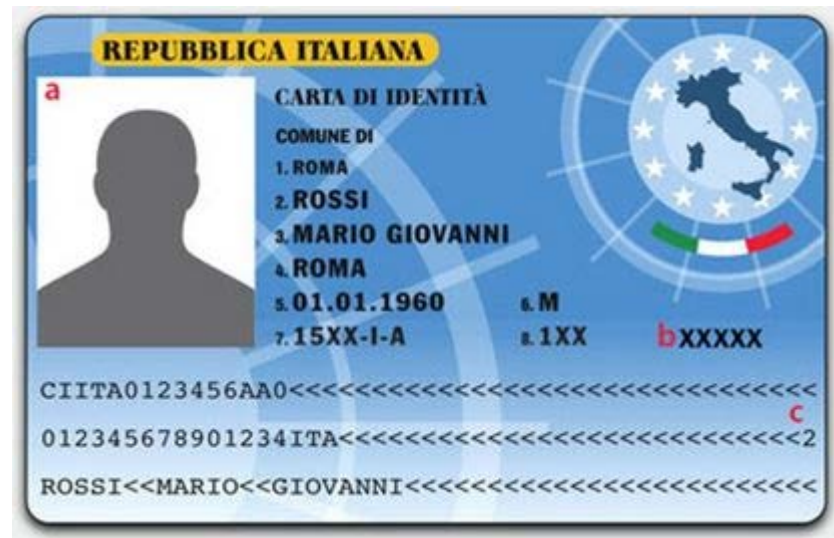 REPUBBLICA ITALIANA
a
CARTA DI IDENTITÀ
COMUNE DI
1. ROMA
2. ROSSI
3. MARIO GIOVANNI
4. ROMA
5. 01.01.1960 6. M
7. 15XX-I-A 8. 1XX bXXXXX
CIITA0123456AA0<<<<<<<<<<<<<<<<<<<<<<<<<<<<<<<
c
012345678901234ITA<<<<<<<<<<<<<<<<<<<<<<<<<<<2
ROSSI<<MARIO<<GIOVANNI<<<<<<<<<<<<<<<<<<<<<<<<